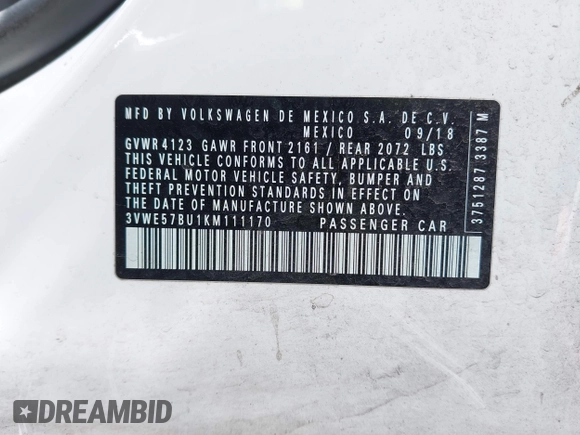 MFD BY VOLKSWAGEN DE MEXICO S.A. DE C.V.
MEXICO 09/18
GVWR 4123 GAWR FRONT 2161 / REAR 2072 LBS
THIS VEHICLE CONFORMS TO ALL APPLICABLE U.S.
FEDERAL MOTOR VEHICLE SAFETY, BUMPER AND
THEFT PREVENTION STANDARDS IN EFFECT ON
THE DATE OF MANUFACTURE SHOWN ABOVE.
3VWE57BU1KM111170 PASSENGER CAR
3751287 3387 M
DREAMBID